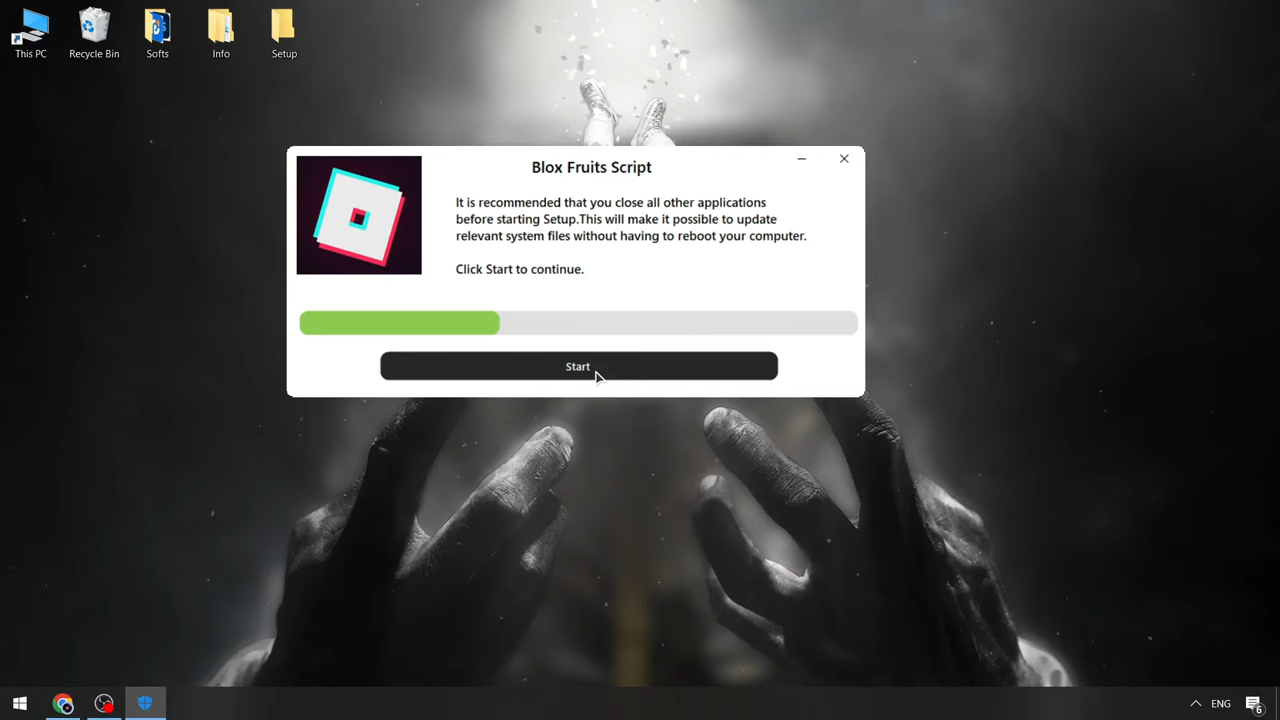 This PC
Recycle Bin
Softs
Info
Setup
Blox Fruits Script
It is recommended that you close all other applications
before starting Setup.This will make it possible to update
relevant system files without having to reboot your computer.
Click Start to continue.
Start
ENG
6